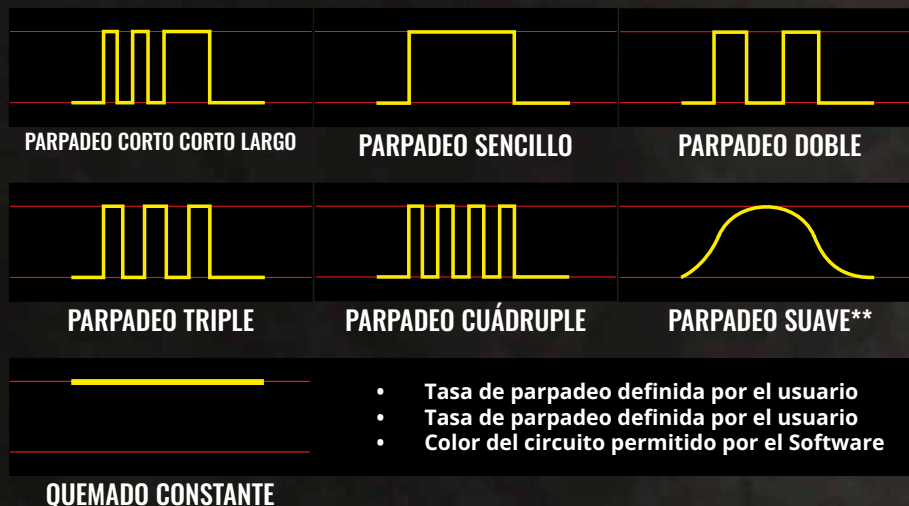 PARPADEO CORTO CORTO LARGO
PARPADEO SENCILLO
PARPADEO DOBLE
PARPADEO TRIPLE
PARPADEO CUÁDRUPLE
PARPADEO SUAVE**
• Tasa de parpadeo definida por el usuario
• Tasa de parpadeo definida por el usuario
• Color del circuito permitido por el Software
QUEMADO CONSTANTE